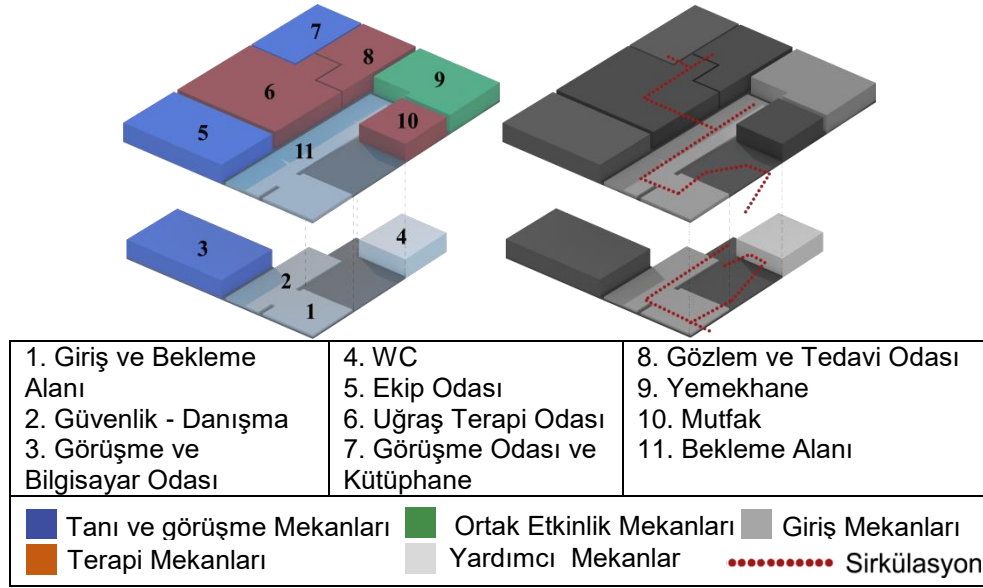 7
8
6
9
5
10
11
3
4
2
1
1. Giriş ve Bekleme
Alanı
2. Güvenlik - Danışma
3. Görüşme ve
Bilgisayar Odası
4. WC
5. Ekip Odası
6. Uğraş Terapi Odası
7. Görüşme Odası ve
Kütüphane
8. Gözlem ve Tedavi Odası
9. Yemekhane
10. Mutfak
11. Bekleme Alanı
Tanı ve görüşme Mekanları
Ortak Etkinlik Mekanları
Giriş Mekanları
Terapi Mekanları
Yardımcı Mekanlar
Sirkülasyon